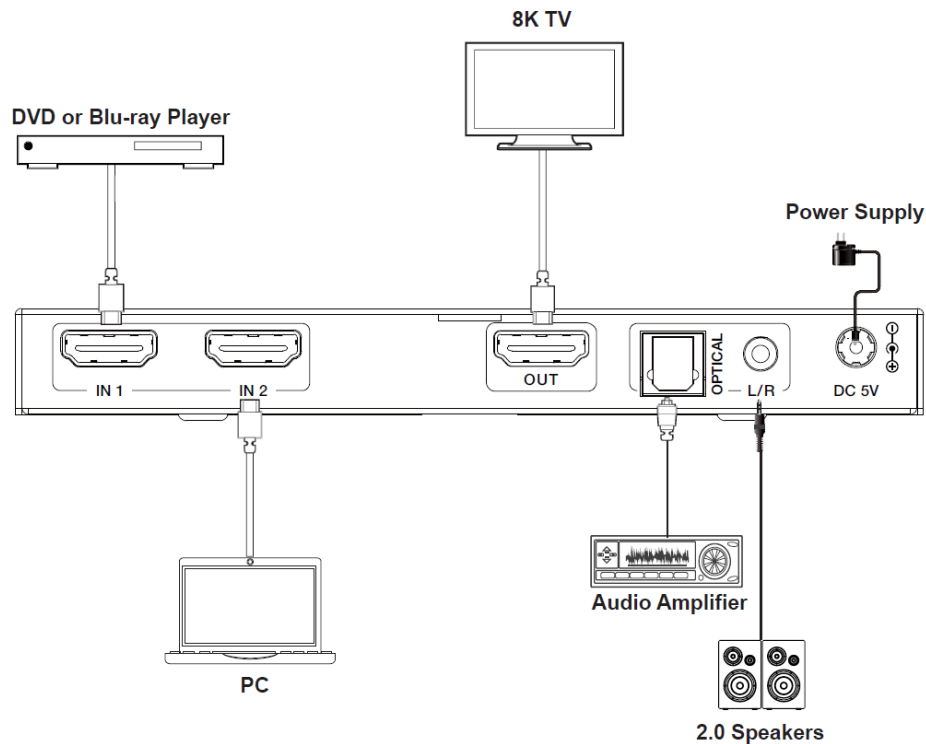 8K TV
DVD or Blu-ray Player
Power Supply
IN 1
IN 2
OUT
OPTICAL
L/R
DC 5V
Audio Amplifier
PC
2.0 Speakers